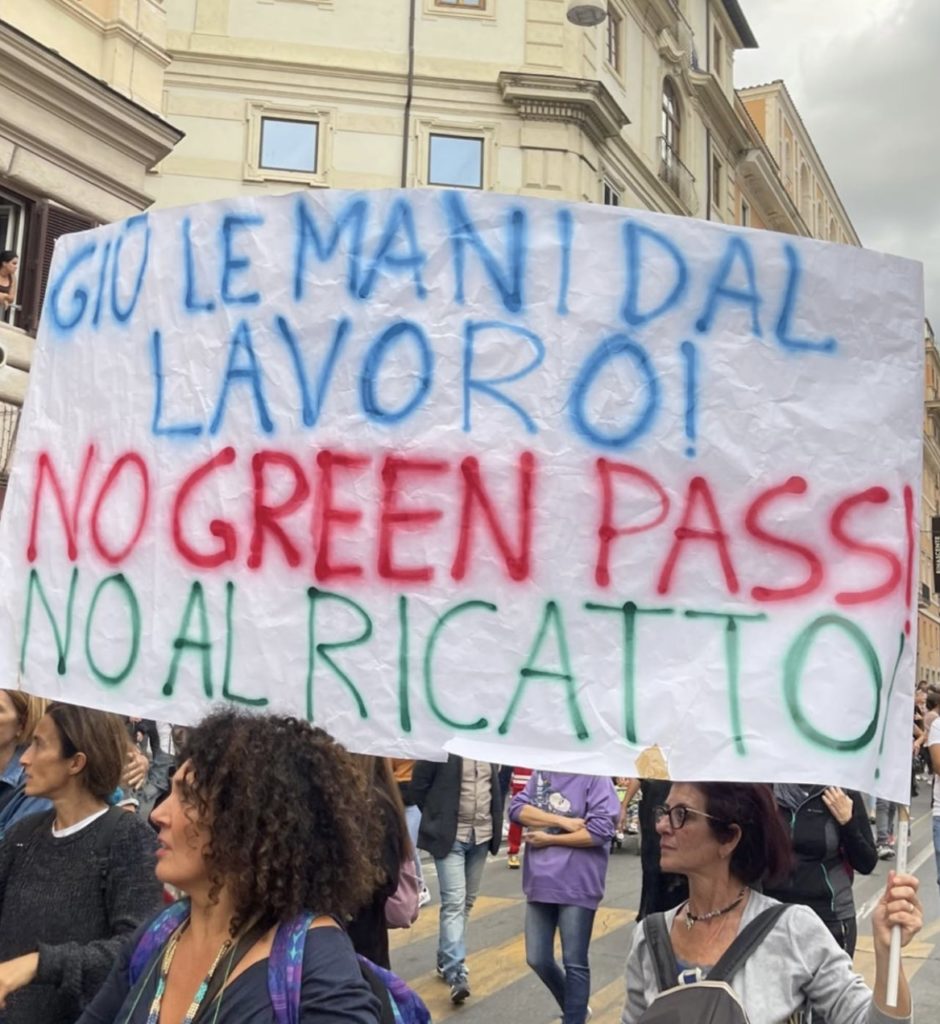 GIU LE MANI DAL
LAVORO!
NO GREEN PASS!
NO AL RICATTO!